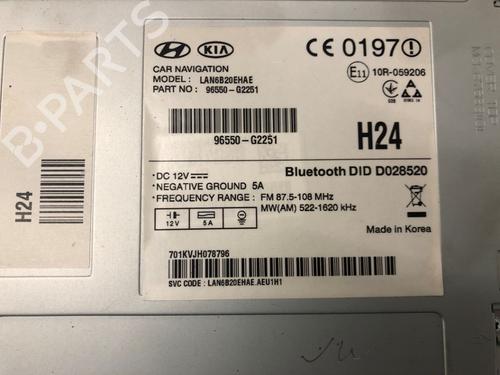 HYUNDAI KIA CE 0197
CAR NAVIGATION
MODEL : LAN6B20EHAE
PART NO : 96550-G2251
E11 10R-059206
96550-G2251
H24
Bluetooth DID D028520
• DC 12V
• NEGATIVE GROUND 5A
• FREQUENCY RANGE : FM 87.5-108 MHz
MW(AM) 522-1620 kHz
12V 5A
Made in Korea
701KVJH078796
SVC CODE : LAN6B20EHAE.AEU1H1
H24
B-PARTS